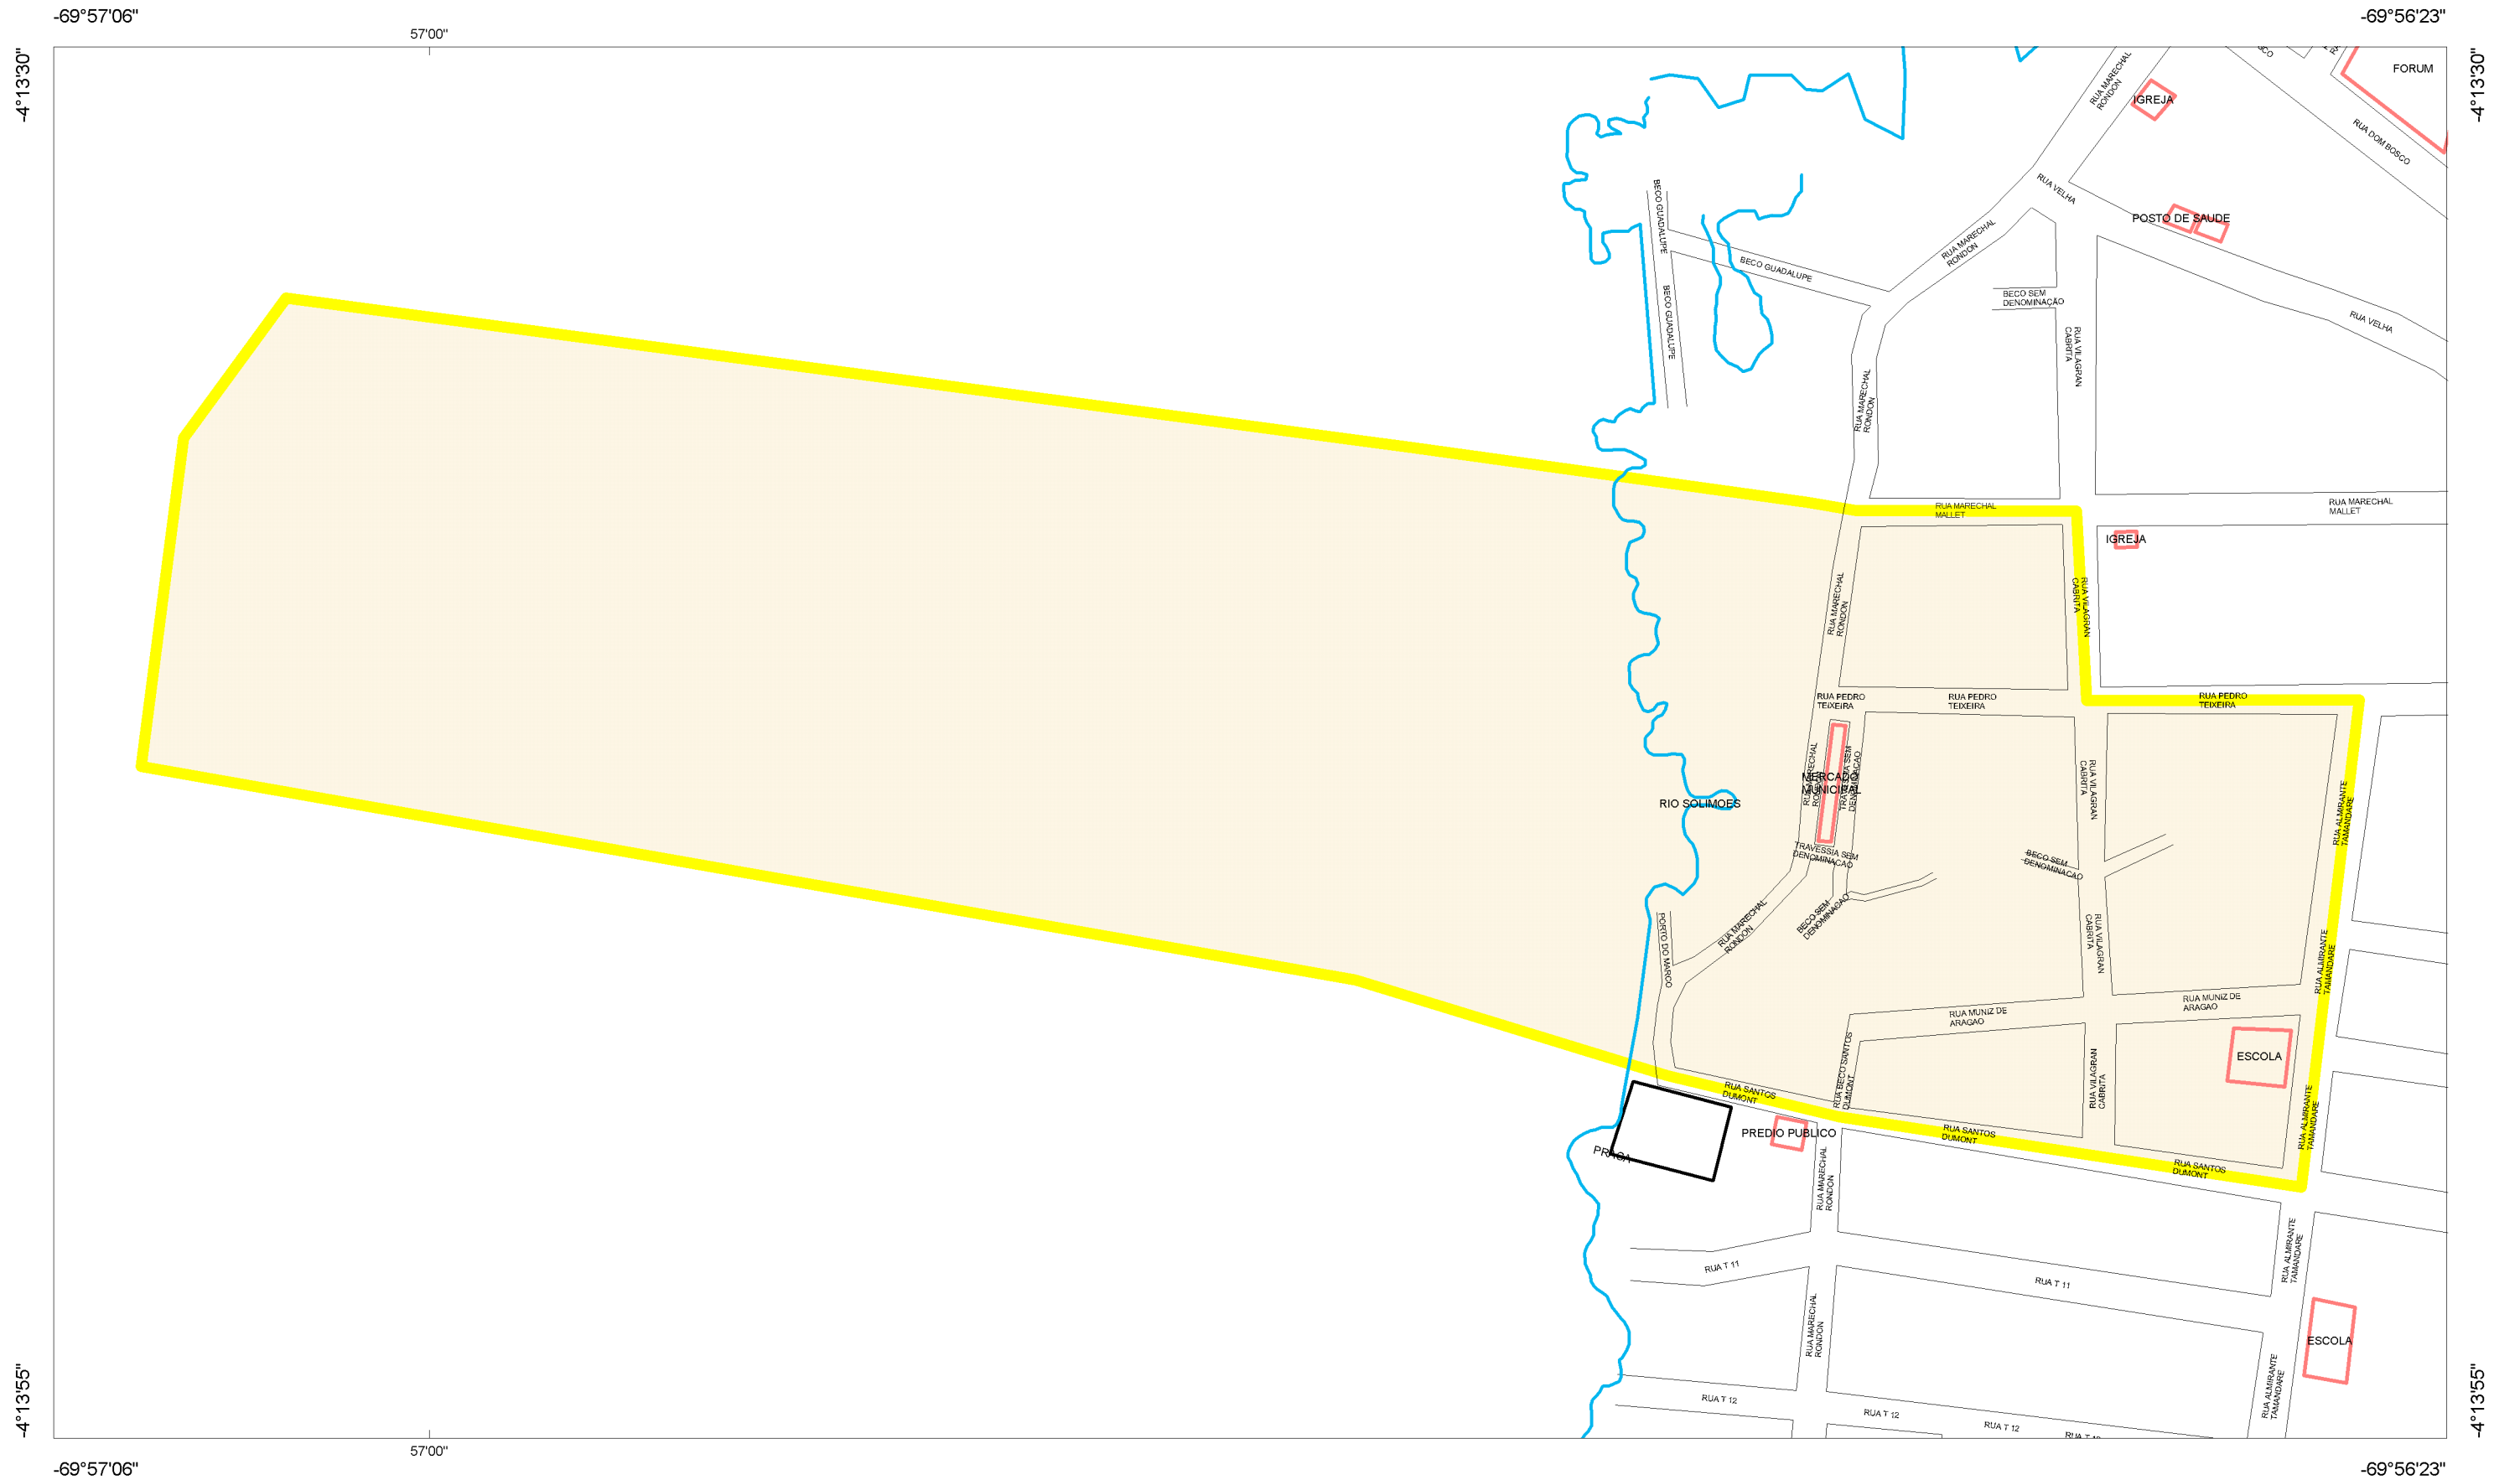 -69°57'06"
-69°56'23"
57'00"
-4°13'30"
-4°13'30"
FORUM
RUA MARECHAL
RONDON
IGREJA
RUA DOM BOSCO
RUA VELHA
POSTO DE SAUDE
BECO GUADALUPE
RUA MARECHAL
RONDON
BECO GUADALUPE
BECO SEM
DENOMINAÇÃO
BECO GUADALUPE
RUA VELHA
RUA VILAGRAN
CABRITA
RUA MARECHAL
RONDON
RUA MARECHAL
MALLET
RUA MARECHAL
MALLET
IGREJA
RUA MARECHAL
RONDON
RUA VILAGRAN
CABRITA
RUA PEDRO
TEIXEIRA
RUA PEDRO
TEIXEIRA
RUA PEDRO
TEIXEIRA
RUA MARECHAL
RONDON
MERCADO
MUNICIPAL
TRAVESSIA SEM
DENOMINACAO
RUA VILAGRAN
CABRITA
RUA ALMIRANTE
TAMANDARE
RIO SOLIMOES
TRAVESSIA SEM
DENOMINACAO
BECO SEM
DENOMINACAO
RUA MARECHAL
RONDON
BECO SEM
DENOMINACAO
PORTO DO MARCO
RUA VILAGRAN
CABRITA
RUA ALMIRANTE
TAMANDARE
RUA MUNIZ DE
ARAGAO
RUA MUNIZ DE
ARAGAO
ESCOLA
RUA BECO SANTOS
DUMONT
RUA VILAGRAN
CABRITA
RUA SANTOS
DUMONT
RUA ALMIRANTE
TAMANDARE
PREDIO PUBLICO
RUA SANTOS
DUMONT
PRACA
RUA SANTOS
DUMONT
RUA MARECHAL
RONDON
RUA ALMIRANTE
TAMANDARE
RUA T 11
RUA T 11
RUA MARECHAL
RONDON
ESCOLA
RUA ALMIRANTE
TAMANDARE
RUA T 12
RUA T 12
RUA T 12
-4°13'55"
-4°13'55"
57'00"
-69°57'06"
-69°56'23"